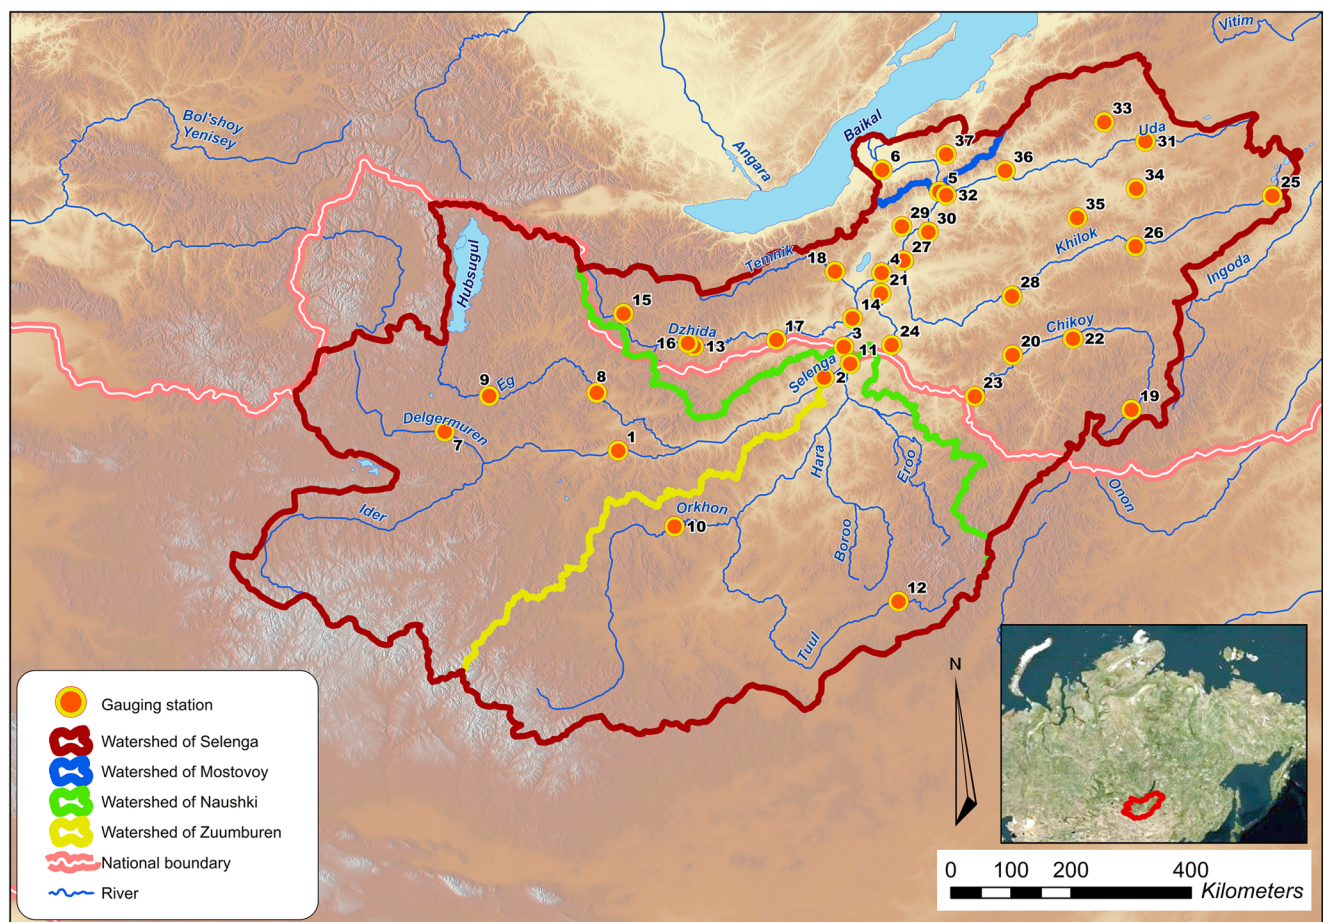 Vitim
Bol'shoy
Yenisey
Angara
Baikal
33
Uda
31
37
6
36
5
32
34
25
35
29
30
Khilok
26
27
Temnik
18
4
Ingoda
Hubsugul
21
28
15
14
Chikoy
Dzhida
17
16
13
3
24
22
20
11
Selenga
2
9
Eg
8
23
19
Delgermuren
7
1
Hara
Eroo
Onon
Ider
Orkhon
10
Boroo
12
Tuul
N
Gauging station
Watershed of Selenga
Watershed of Mostovoy
Watershed of Naushki
Watershed of Zuumburen
National boundary
River
0 100 200 400
Kilometers